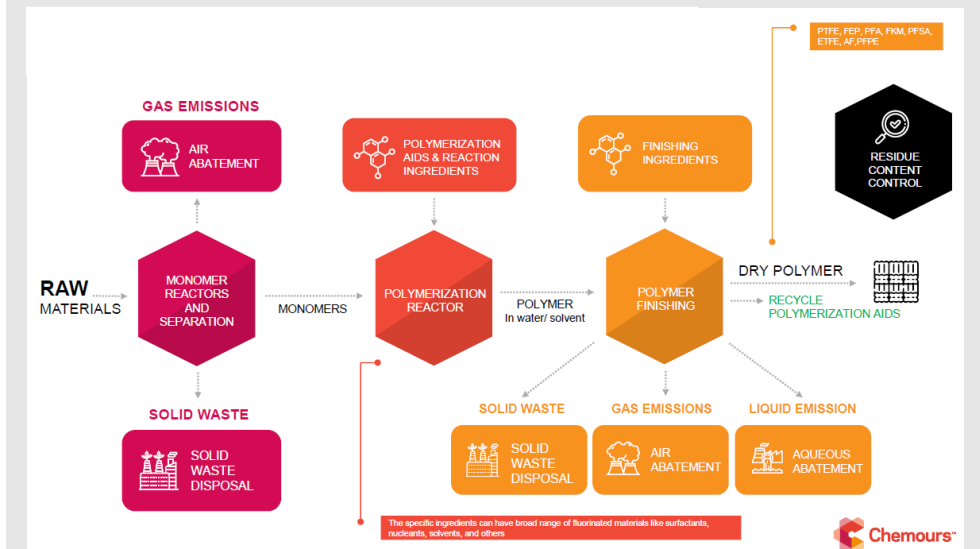 PTFE, FEP, PFA, FKM, PFSA,
ETFE, AF,PFPE
GAS EMISSIONS
AIR
ABATEMENT
POLYMERIZATION
AIDS & REACTION
INGREDIENTS
FINISHING
INGREDIENTS
RESIDUE
CONTENT
CONTROL
RAW
MATERIALS
MONOMER
REACTORS
AND
SEPARATION
MONOMERS
POLYMERIZATION
REACTOR
POLYMER
In water/ solvent
POLYMER
FINISHING
DRY POLYMER
RECYCLE
POLYMERIZATION AIDS
SOLID WASTE
SOLID
WASTE
DISPOSAL
SOLID WASTE
SOLID
WASTE
DISPOSAL
GAS EMISSIONS
AIR
ABATEMENT
LIQUID EMISSION
AQUEOUS
ABATEMENT
The specific ingredients can have broad range of fluorinated materials like surfactants,
nucleants, solvents, and others
Chemours™